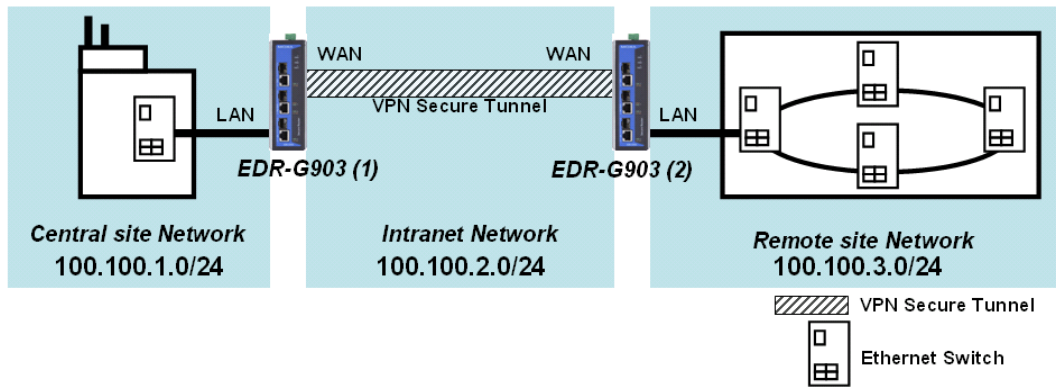 WAN
WAN
VPN Secure Tunnel
LAN
LAN
EDR-G903 (1)
EDR-G903 (2)
Central site Network
100.100.1.0/24
Intranet Network
100.100.2.0/24
Remote site Network
100.100.3.0/24
VPN Secure Tunnel
Ethernet Switch